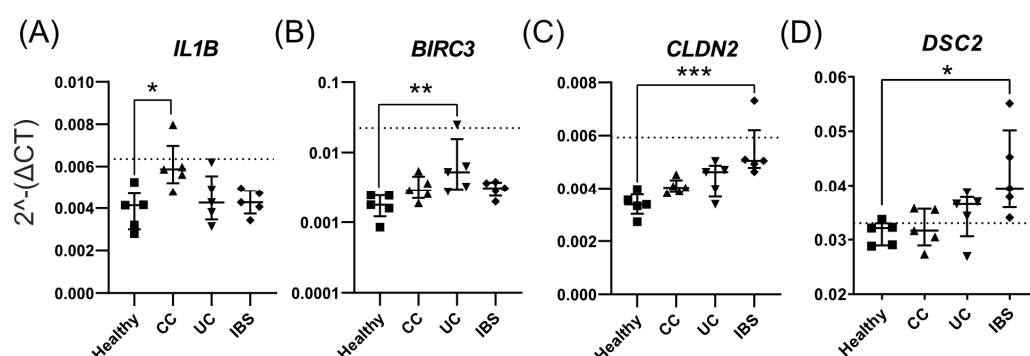 (A) IL1B
(B) BIRC3
(C) CLDN2
(D) DSC2
2^-(ΔCT)
0.010
0.008
0.006
0.004
0.002
0.000
*
Healthy
CC
UC
IBS
0.1
0.01
0.001
0.0001
**
Healthy
CC
UC
IBS
0.008
0.006
0.004
0.002
0.000
***
Healthy
CC
UC
IBS
0.06
0.05
0.04
0.03
0.02
*
Healthy
CC
UC
IBS